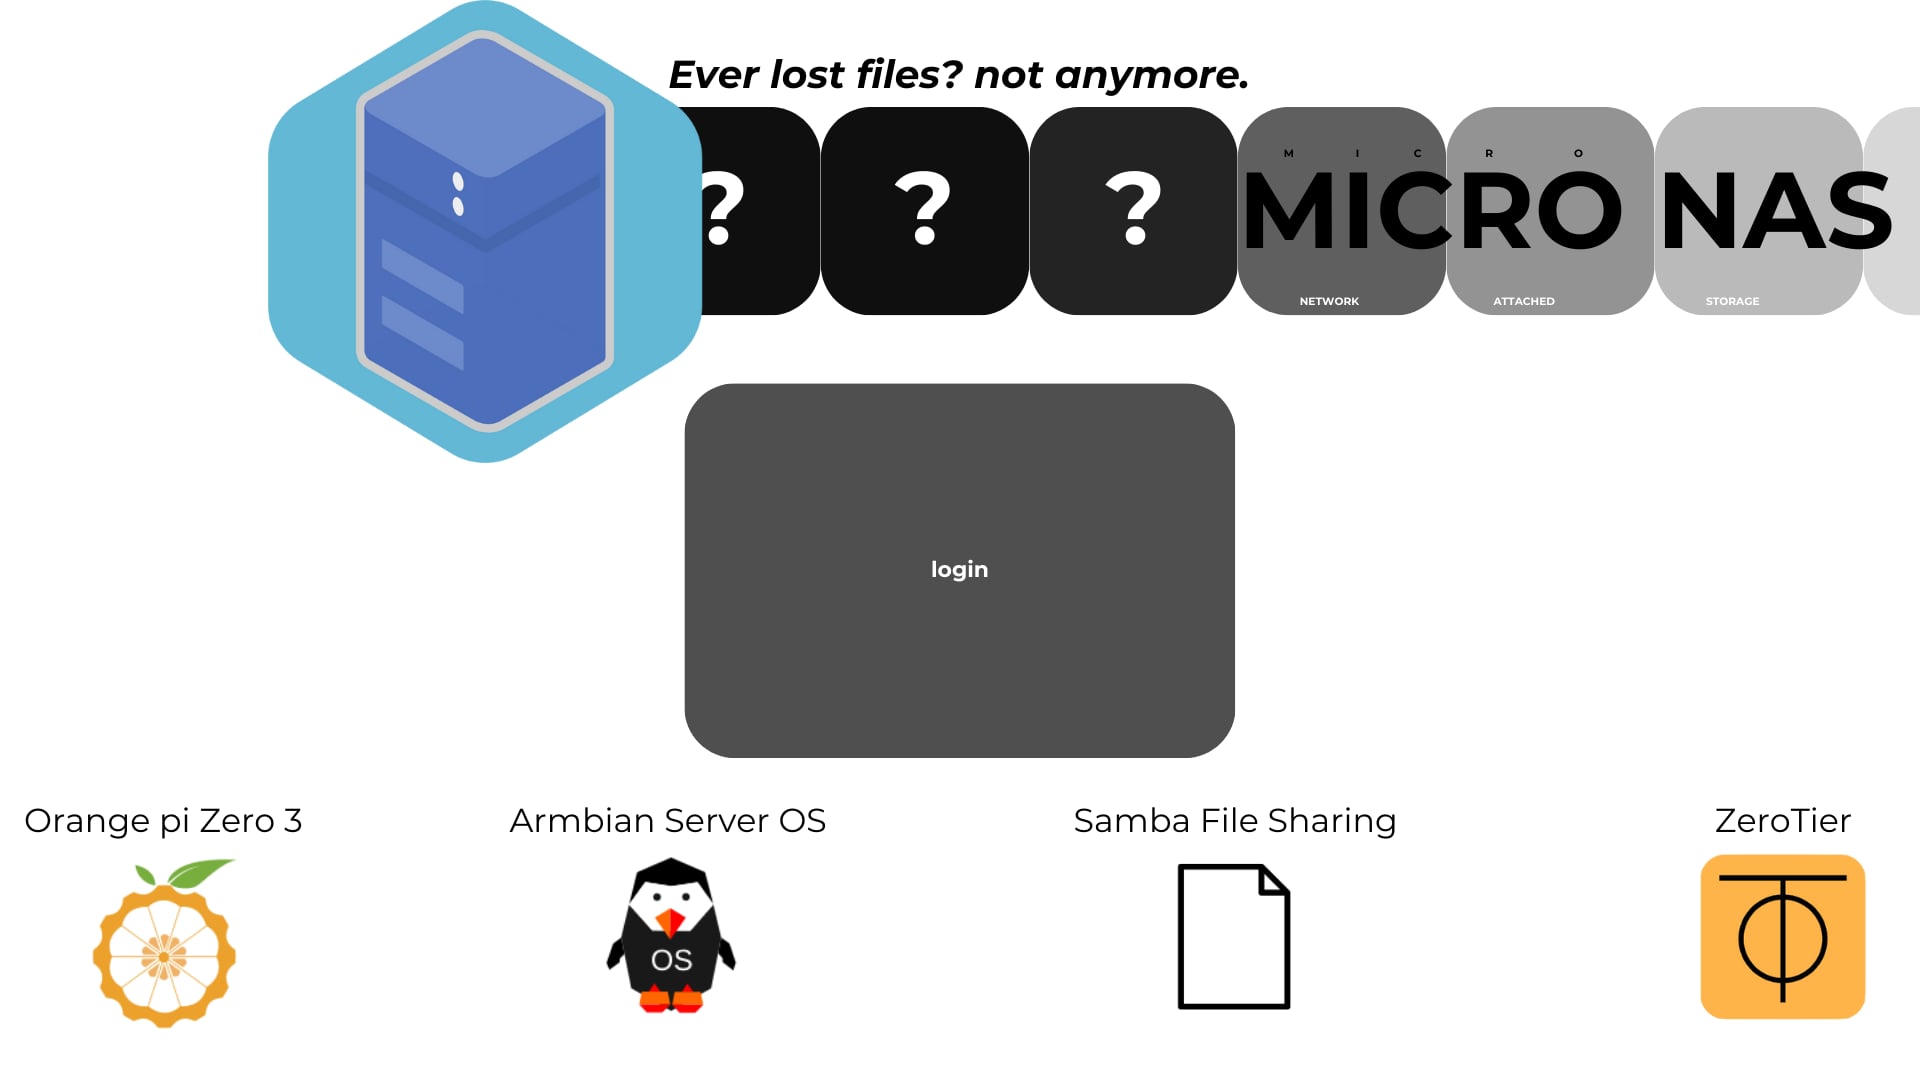 Ever lost files? not anymore.
? ? ?
M I C R O
MICRO NAS
NETWORK ATTACHED STORAGE
login
Orange pi Zero 3
Armbian Server OS
Samba File Sharing
ZeroTier
OS